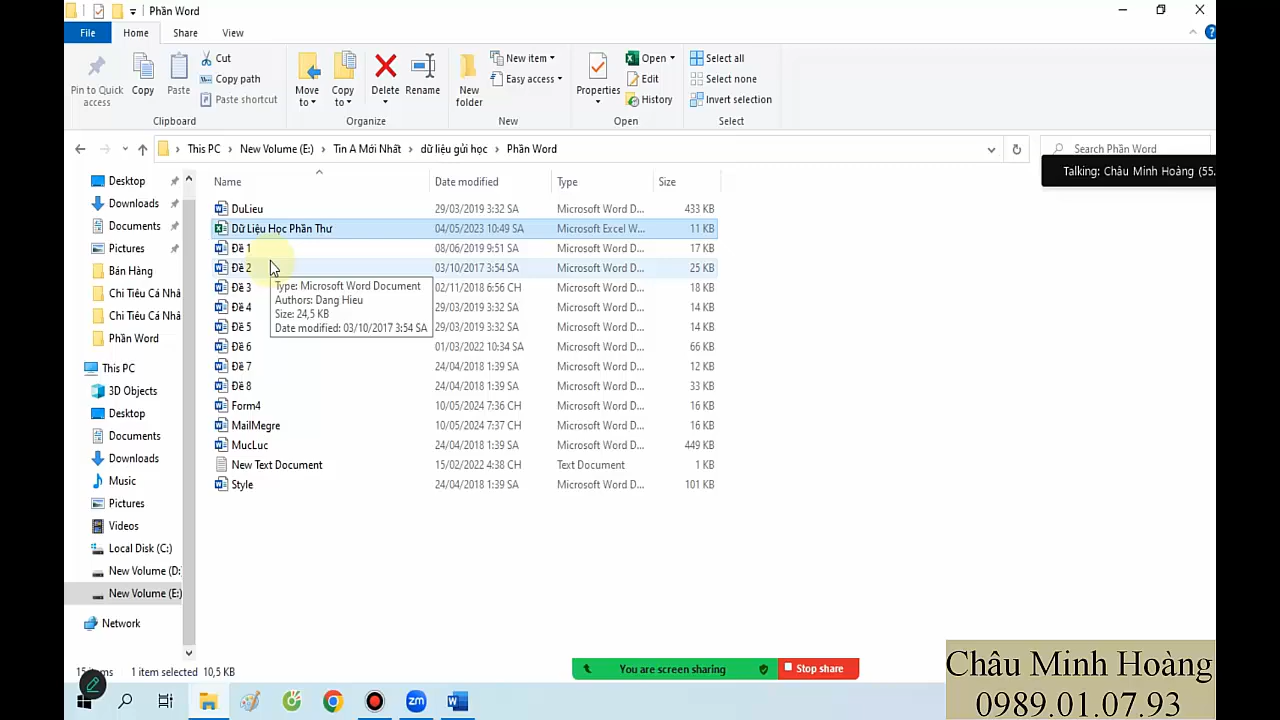 Phần Word
File Home Share View
Pin to Quick access
Copy
Paste
Cut
Copy path
Paste shortcut
Move to
Copy to
Delete
Rename
New folder
New item
Easy access
Properties
Open
Edit
History
Select all
Select none
Invert selection
Clipboard Organize New Open Select
This PC New Volume (E:) Tin A Mới Nhất dữ liệu gửi học Phần Word
Search Phần Word
Talking: Châu Minh Hoàng (55.
Desktop
Downloads
Documents
Pictures
Bán Hàng
Chi Tiêu Cá Nhâ
Chi Tiêu Cá Nhâ
Phần Word
This PC
3D Objects
Desktop
Documents
Downloads
Music
Pictures
Videos
Local Disk (C:)
New Volume (D:
New Volume (E:)
Network
Name Date modified Type Size
DuLieu 29/03/2019 3:32 SA Microsoft Word D... 433 KB
Dữ Liệu Học Phần Thư 04/05/2023 10:49 SA Microsoft Excel W... 11 KB
Đề 1 08/06/2019 9:51 SA Microsoft Word D... 17 KB
Đề 2 03/10/2017 3:54 SA Microsoft Word D... 25 KB
Đề 3 02/11/2018 6:56 CH Microsoft Word D... 18 KB
Đề 4 29/03/2019 3:32 SA Microsoft Word D... 14 KB
Đề 5 29/03/2019 3:32 SA Microsoft Word D... 14 KB
Đề 6 01/03/2022 10:34 SA Microsoft Word D... 66 KB
Đề 7 24/04/2018 1:39 SA Microsoft Word D... 12 KB
Đề 8 24/04/2018 1:39 SA Microsoft Word D... 33 KB
Form4 10/05/2024 7:36 CH Microsoft Word D... 16 KB
MailMegre 10/05/2024 7:37 CH Microsoft Word D... 16 KB
MucLuc 24/04/2018 1:39 SA Microsoft Word D... 449 KB
New Text Document 15/02/2022 4:38 CH Text Document 1 KB
Style 24/04/2018 1:39 SA Microsoft Word D... 101 KB
Type: Microsoft Word Document
Authors: Dang Hieu
Size: 24,5 KB
Date modified: 03/10/2017 3:54 SA
1 item selected 10,5 KB
You are screen sharing
Stop share
zm
Châu Minh Hoàng
0989.01.07.93